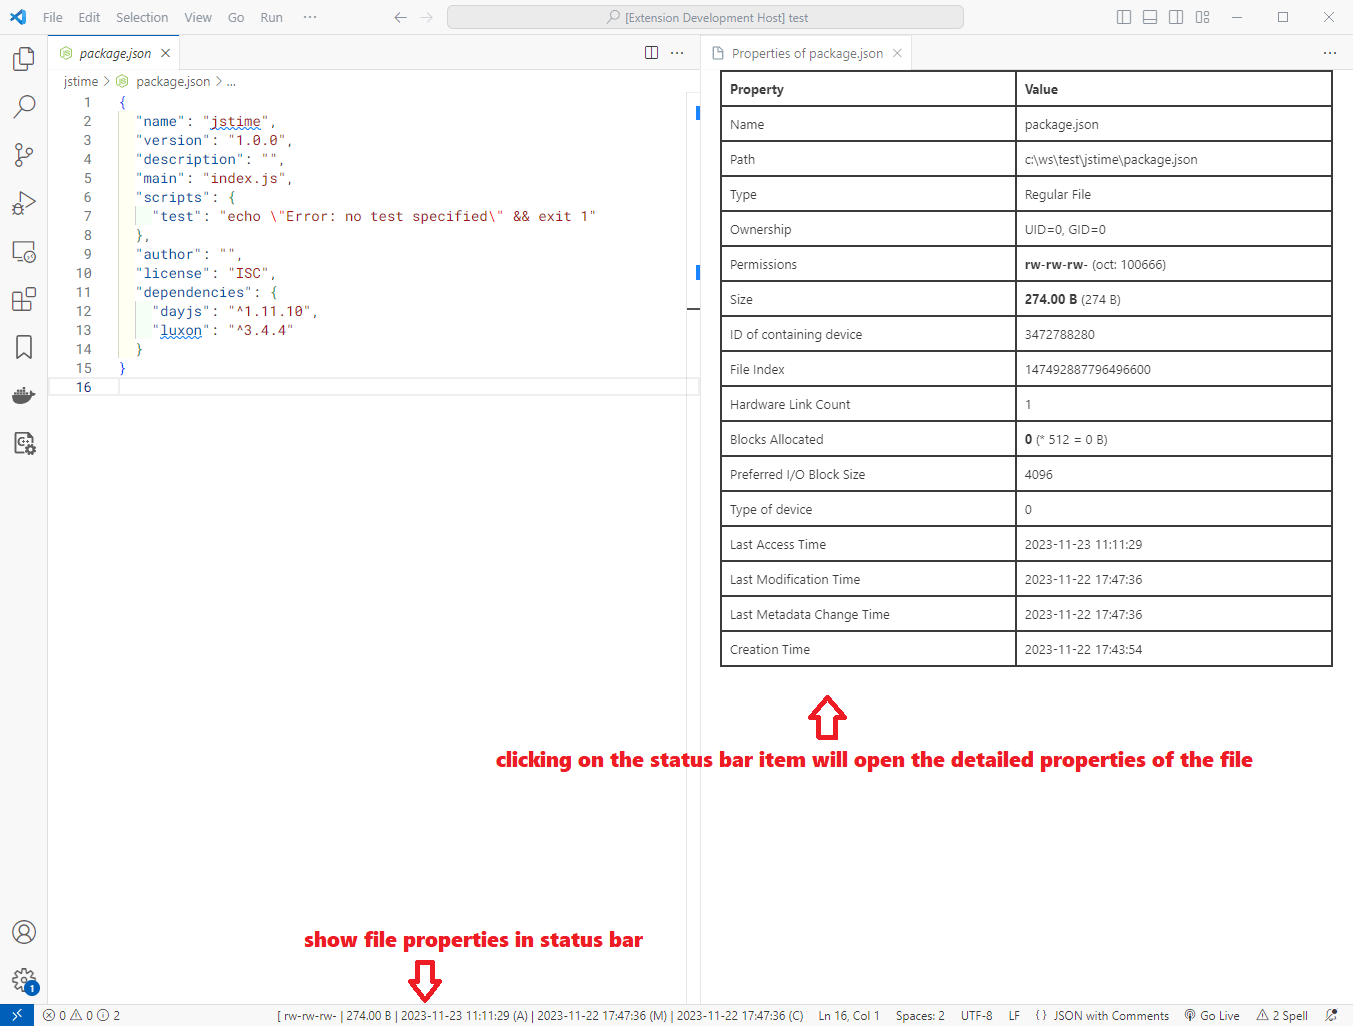 File Edit Selection View Go Run ··· [Extension Development Host] test
package.json
jstime > package.json > ...
1 {
2 "name": "jstime",
3 "version": "1.0.0",
4 "description": "",
5 "main": "index.js",
6 "scripts": {
7 "test": "echo \"Error: no test specified\" && exit 1"
8 },
9 "author": "",
10 "license": "ISC",
11 "dependencies": {
12 "dayjs": "^1.11.10",
13 "luxon": "^3.4.4"
14 }
15 }
16
Properties of package.json
Property Value
Name package.json
Path c:\ws\test\jstime\package.json
Type Regular File
Ownership UID=0, GID=0
Permissions rw-rw-rw- (oct: 100666)
Size 274.00 B (274 B)
ID of containing device 3472788280
File Index 147492887796496600
Hardware Link Count 1
Blocks Allocated 0 (* 512 = 0 B)
Preferred I/O Block Size 4096
Type of device 0
Last Access Time 2023-11-23 11:11:29
Last Modification Time 2023-11-22 17:47:36
Last Metadata Change Time 2023-11-22 17:47:36
Creation Time 2023-11-22 17:43:54
clicking on the status bar item will open the detailed properties of the file
show file properties in status bar
1
0 0 2 [ rw-rw-rw- | 274.00 B | 2023-11-23 11:11:29 (A) | 2023-11-22 17:47:36 (M) | 2023-11-22 17:47:36 (C) Ln 16, Col 1 Spaces: 2 UTF-8 LF { } JSON with Comments Go Live 2 Spell